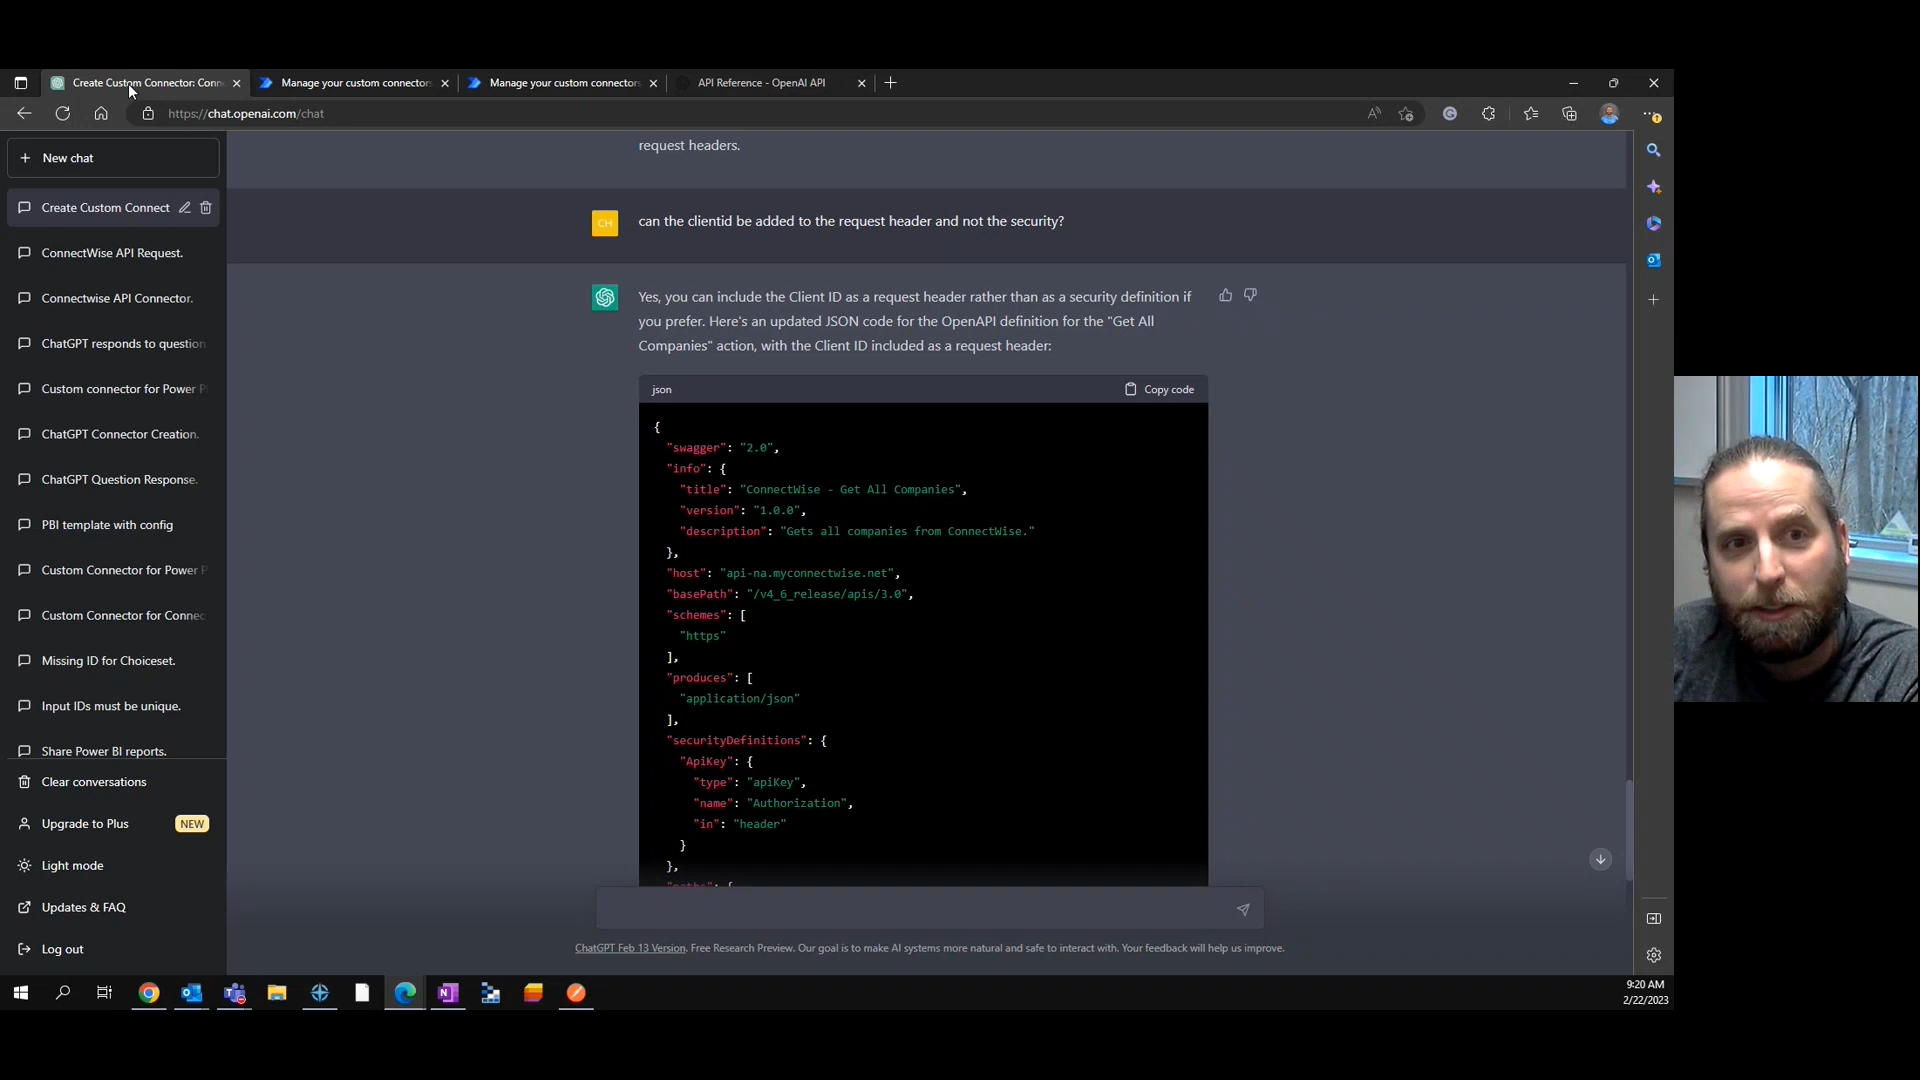 Create Custom Connector: Conn
Manage your custom connectors
Manage your custom connectors
API Reference - OpenAI API
https://chat.openai.com/chat
New chat
Create Custom Connect
ConnectWise API Request.
Connectwise API Connector.
ChatGPT responds to question
Custom connector for Power P
ChatGPT Connector Creation.
ChatGPT Question Response.
PBI template with config
Custom Connector for Power P
Custom Connector for Connec
Missing ID for Choiceset.
Input IDs must be unique.
Share Power BI reports.
Clear conversations
Upgrade to Plus NEW
Light mode
Updates & FAQ
Log out
request headers.
CH can the clientid be added to the request header and not the security?
Yes, you can include the Client ID as a request header rather than as a security definition if
you prefer. Here's an updated JSON code for the OpenAPI definition for the "Get All
Companies" action, with the Client ID included as a request header:
json Copy code
{
"swagger": "2.0",
"info": {
"title": "ConnectWise - Get All Companies",
"version": "1.0.0",
"description": "Gets all companies from ConnectWise."
},
"host": "api-na.myconnectwise.net",
"basePath": "/v4_6_release/apis/3.0",
"schemes": [
"https"
],
"produces": [
"application/json"
],
"securityDefinitions": {
"ApiKey": {
"type": "apiKey",
"name": "Authorization",
"in": "header"
}
},
"paths": {
ChatGPT Feb 13 Version. Free Research Preview. Our goal is to make AI systems more natural and safe to interact with. Your feedback will help us improve.
9:20 AM
2/22/2023